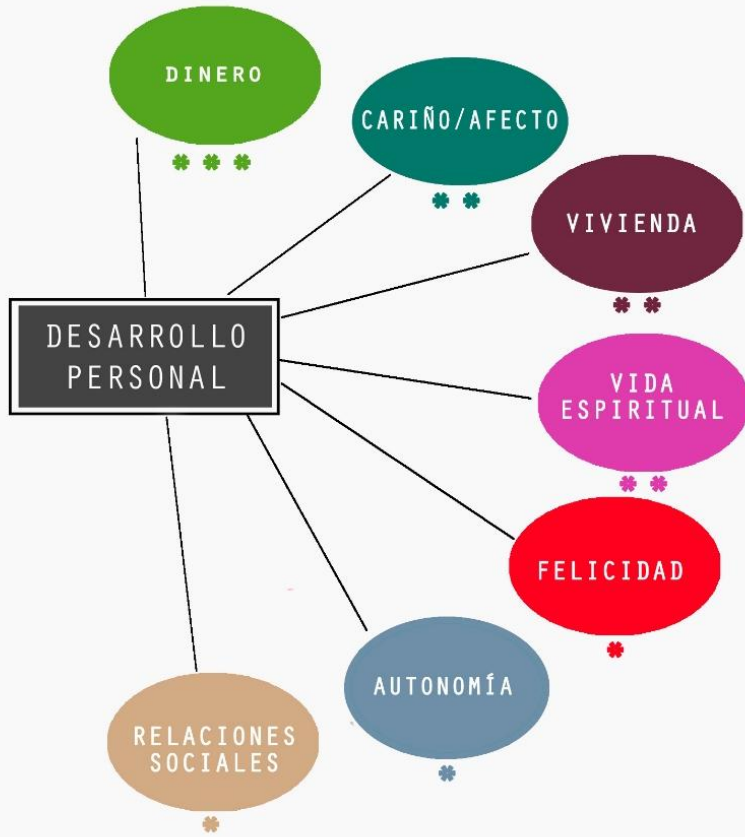 DINERO
CARIÑO/AFECTO
VIVIENDA
DESARROLLO
PERSONAL
VIDA
ESPIRITUAL
FELICIDAD
AUTONOMÍA
RELACIONES
SOCIALES